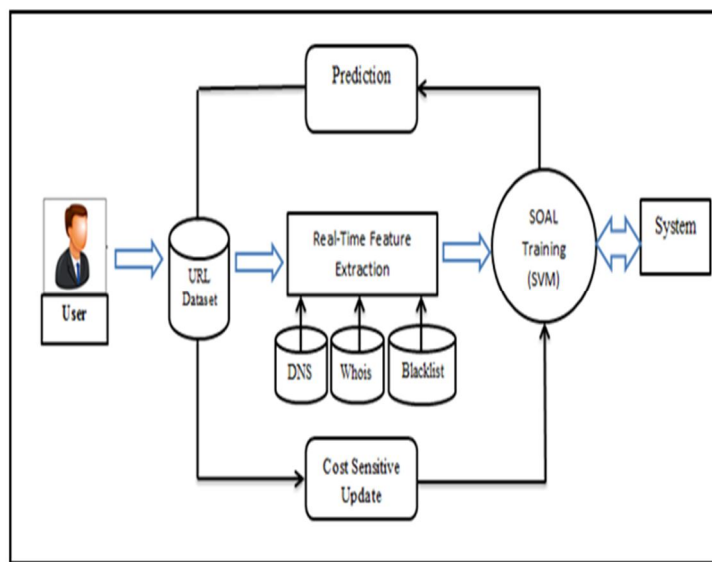 Prediction
User
URL
Dataset
Real-Time Feature
Extraction
DNS
Whois
Blacklist
SOAL
Training
(SVM)
System
Cost Sensitive
Update